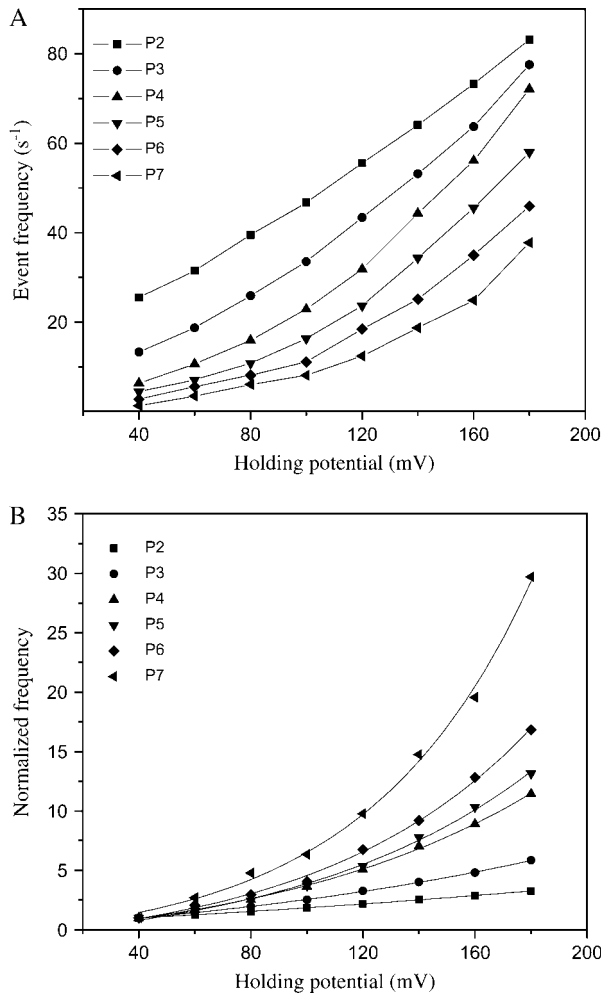 A
P2
P3
P4
P5
P6
P7
80
60
40
20
Event frequency (s⁻¹)
40 80 120 160 200
Holding potential (mV)
B
35
30
25
20
15
10
5
0
P2
P3
P4
P5
P6
P7
Normalized frequency
40 80 120 160 200
Holding potential (mV)